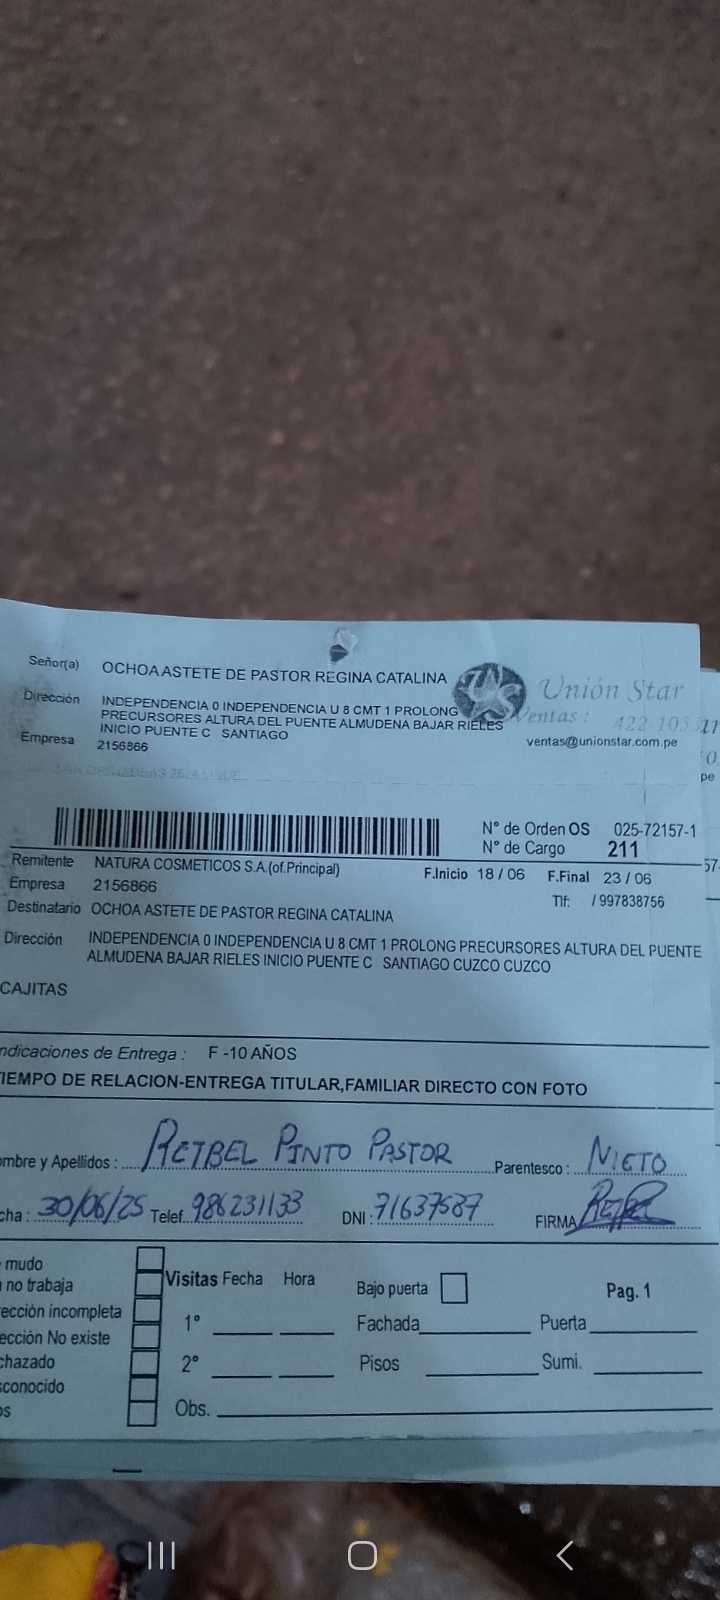 Señor(a) OCHOA ASTETE DE PASTOR REGINA CATALINA
Unión Star
Dirección INDEPENDENCIA 0 INDEPENDENCIA U 8 CMT 1 PROLONG
PRECURSORES ALTURA DEL PUENTE ALMUDENA BAJAR RIELES
INICIO PUENTE C SANTIAGO
Ventas : 422 105
ventas@unionstar.com.pe
Empresa 2156866
N° de Orden OS 025-72157-1
N° de Cargo 211
Remitente NATURA COSMETICOS S.A.(of.Principal)
F.Inicio 18 / 06 F.Final 23 / 06
Empresa 2156866
Tlf: / 997838756
Destinatario OCHOA ASTETE DE PASTOR REGINA CATALINA
Dirección INDEPENDENCIA 0 INDEPENDENCIA U 8 CMT 1 PROLONG PRECURSORES ALTURA DEL PUENTE
ALMUDENA BAJAR RIELES INICIO PUENTE C SANTIAGO CUZCO CUZCO
CAJITAS
ndicaciones de Entrega : F -10 AÑOS
IEMPO DE RELACION-ENTREGA TITULAR,FAMILIAR DIRECTO CON FOTO
ombre y Apellidos : RETBEL PINTO PASTOR Parentesco : NIETO
cha : 30/06/25 Telef. 986231133 DNI : 71637587 FIRMA
mudo
no trabaja
ección incompleta
ección No existe
chazado
sconocido
os
Visitas Fecha Hora Bajo puerta Pag. 1
1° Fachada Puerta
2° Pisos Sumi.
Obs.